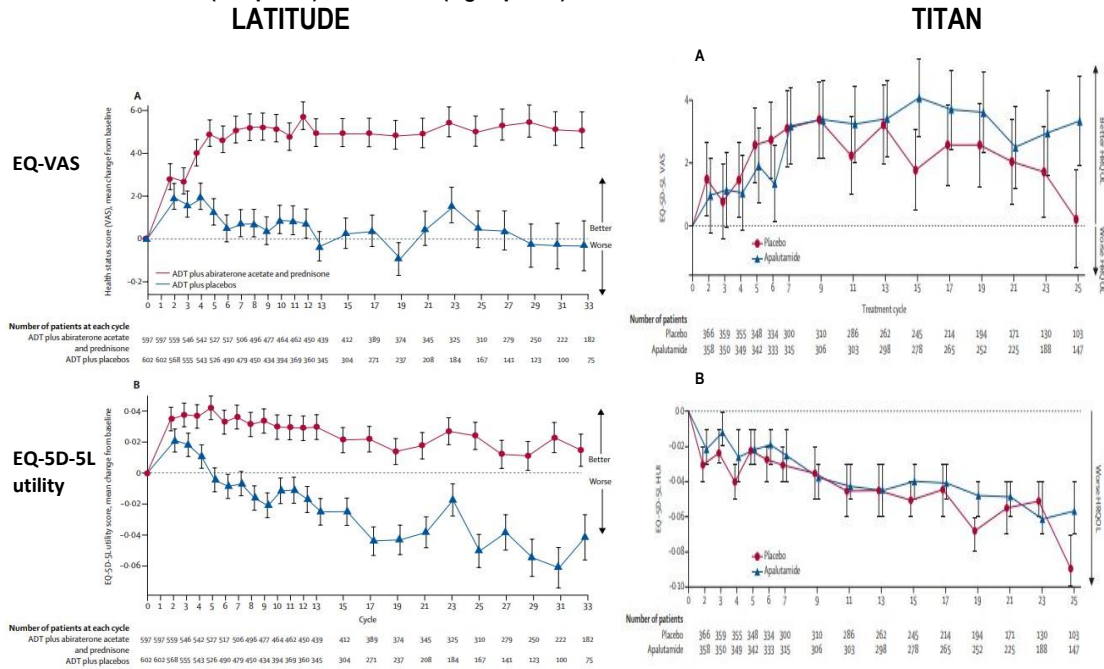 LATITUDE
TITAN
EQ-VAS
A
Health status score (VAS), mean change from baseline
6·0
4·0
2·0
0
-0·2
Better
Worse
ADT plus abiraterone acetate and prednisone
ADT plus placebos
0 1 2 3 4 5 6 7 8 9 10 11 12 13 15 17 19 21 23 25 27 29 31 33
Number of patients at each cycle
ADT plus abiraterone acetate and prednisone 597 597 559 546 542 527 517 506 496 477 464 462 450 439 412 389 374 345 325 310 279 250 222 182
ADT plus placebos 602 602 568 555 543 526 490 479 450 434 394 369 360 345 304 271 237 208 184 167 141 123 100 75
EQ-5D-5L
utility
B
EQ-5D-5L utility score, mean change from baseline
0·04
0·02
0
-0·02
-0·04
-0·06
Better
Worse
0 1 2 3 4 5 6 7 8 9 10 11 12 13 15 17 19 21 23 25 27 29 31 33
Cycle
Number of patients at each cycle
ADT plus abiraterone acetate and prednisone 597 597 559 546 542 527 517 506 496 477 464 462 450 439 412 389 374 345 325 310 279 250 222 182
ADT plus placebos 602 602 568 555 543 526 490 479 450 434 394 369 360 345 304 271 237 208 184 167 141 123 100 75
A
EQ-5D-5L VAS
4
2
0
Better HRQOL
Worse HRQOL
Placebo
Apalutamide
0 2 3 4 5 6 7 9 11 13 15 17 19 21 23 25
Treatment cycle
Number of patients
Placebo 366 359 355 348 334 300 310 286 262 245 214 194 171 130 103
Apalutamide 358 350 349 342 333 315 306 303 298 278 265 252 225 188 147
B
EQ-5D-5L HUI
0.0
-0.02
-0.04
-0.06
-0.08
-0.10
Worse HRQOL
Placebo
Apalutamide
0 2 3 4 5 6 7 9 11 13 15 17 19 21 23 25
Number of patients
Placebo 366 359 355 348 334 300 310 286 262 245 214 194 171 130 103
Apalutamide 358 350 349 342 333 315 306 303 298 278 265 252 225 188 147